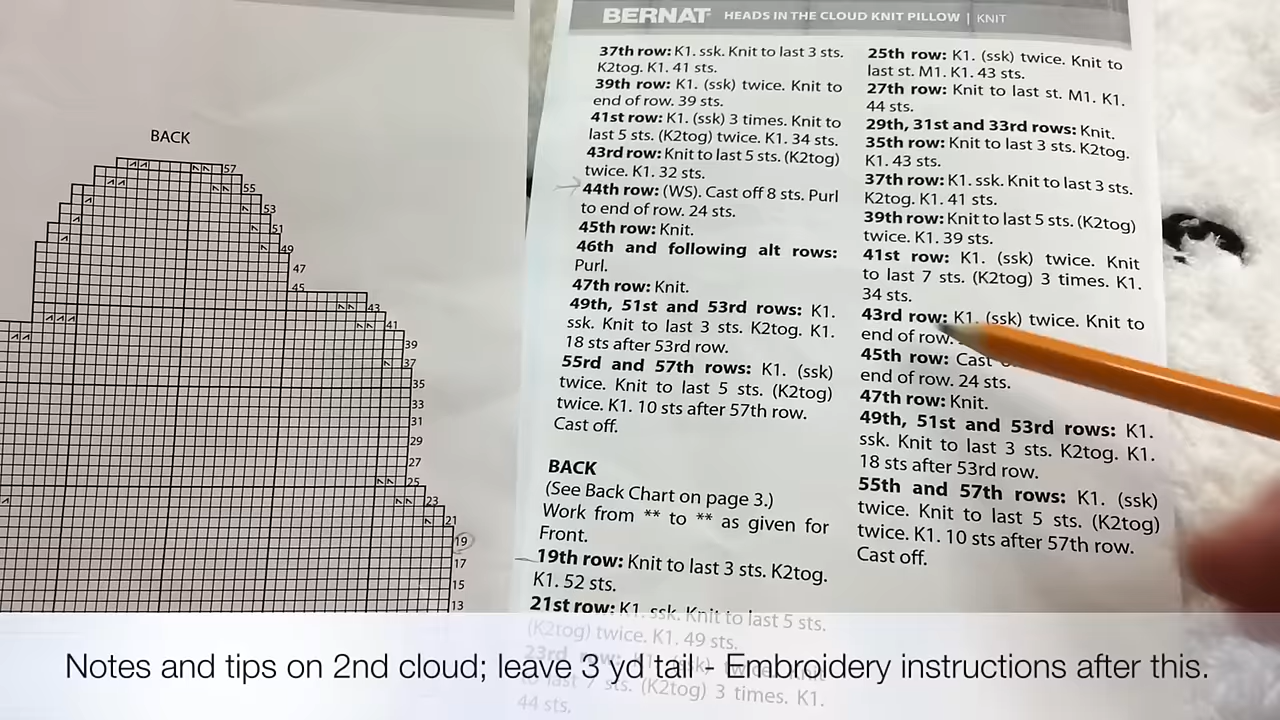 BERNAT HEADS IN THE CLOUD KNIT PILLOW | KNIT
BACK
57
55
53
51
49
47
45
43
41
39
37
35
33
31
29
27
25
23
21
19
17
15
13
37th row: K1. ssk. Knit to last 3 sts.
K2tog. K1. 41 sts.
39th row: K1. (ssk) twice. Knit to
end of row. 39 sts.
41st row: K1. (ssk) 3 times. Knit to
last 5 sts. (K2tog) twice. K1. 34 sts.
43rd row: Knit to last 5 sts. (K2tog)
twice. K1. 32 sts.
44th row: (WS). Cast off 8 sts. Purl
to end of row. 24 sts.
45th row: Knit.
46th and following alt rows:
Purl.
47th row: Knit.
49th, 51st and 53rd rows: K1.
ssk. Knit to last 3 sts. K2tog. K1.
18 sts after 53rd row.
55rd and 57th rows: K1. (ssk)
twice. Knit to last 5 sts. (K2tog)
twice. K1. 10 sts after 57th row.
Cast off.
BACK
(See Back Chart on page 3.)
Work from ** to ** as given for
Front.
19th row: Knit to last 3 sts. K2tog.
K1. 52 sts.
21st row: K1. ssk. Knit to last 5 sts.
(K2tog) twice. K1. 49 sts.
23rd row:
to last 7 sts. (K2tog) 3 times. K1.
44 sts.
25th row: K1. (ssk) twice. Knit to
last st. M1. K1. 43 sts.
27th row: Knit to last st. M1. K1.
44 sts.
29th, 31st and 33rd rows: Knit.
35th row: Knit to last 3 sts. K2tog.
K1. 43 sts.
37th row: K1. ssk. Knit to last 3 sts.
K2tog. K1. 41 sts.
39th row: Knit to last 5 sts. (K2tog)
twice. K1. 39 sts.
41st row: K1. (ssk) twice. Knit
to last 7 sts. (K2tog) 3 times. K1.
34 sts.
43rd row: K1. (ssk) twice. Knit to
end of row.
45th row: Cast
end of row. 24 sts.
47th row: Knit.
49th, 51st and 53rd rows: K1.
ssk. Knit to last 3 sts. K2tog. K1.
18 sts after 53rd row.
55th and 57th rows: K1. (ssk)
twice. Knit to last 5 sts. (K2tog)
twice. K1. 10 sts after 57th row.
Cast off.
Notes and tips on 2nd cloud; leave 3 yd tail - Embroidery instructions after this.